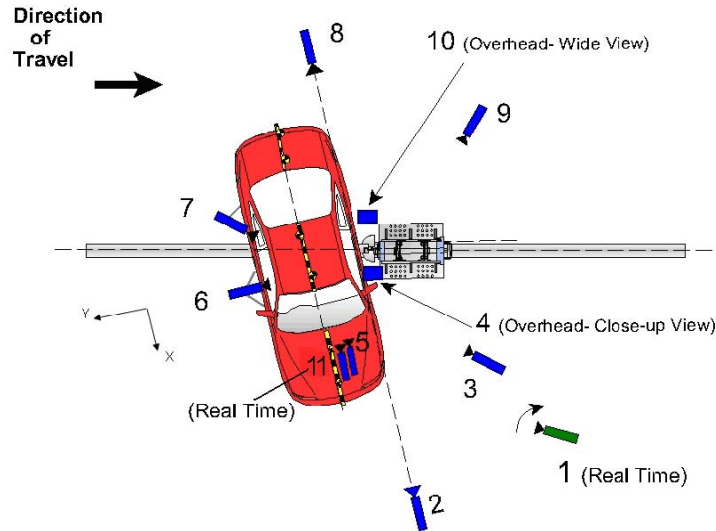 Direction
of
Travel
8
10 (Overhead- Wide View)
9
7
6
Y
X
4 (Overhead- Close-up View)
5
11
(Real Time)
3
1 (Real Time)
2